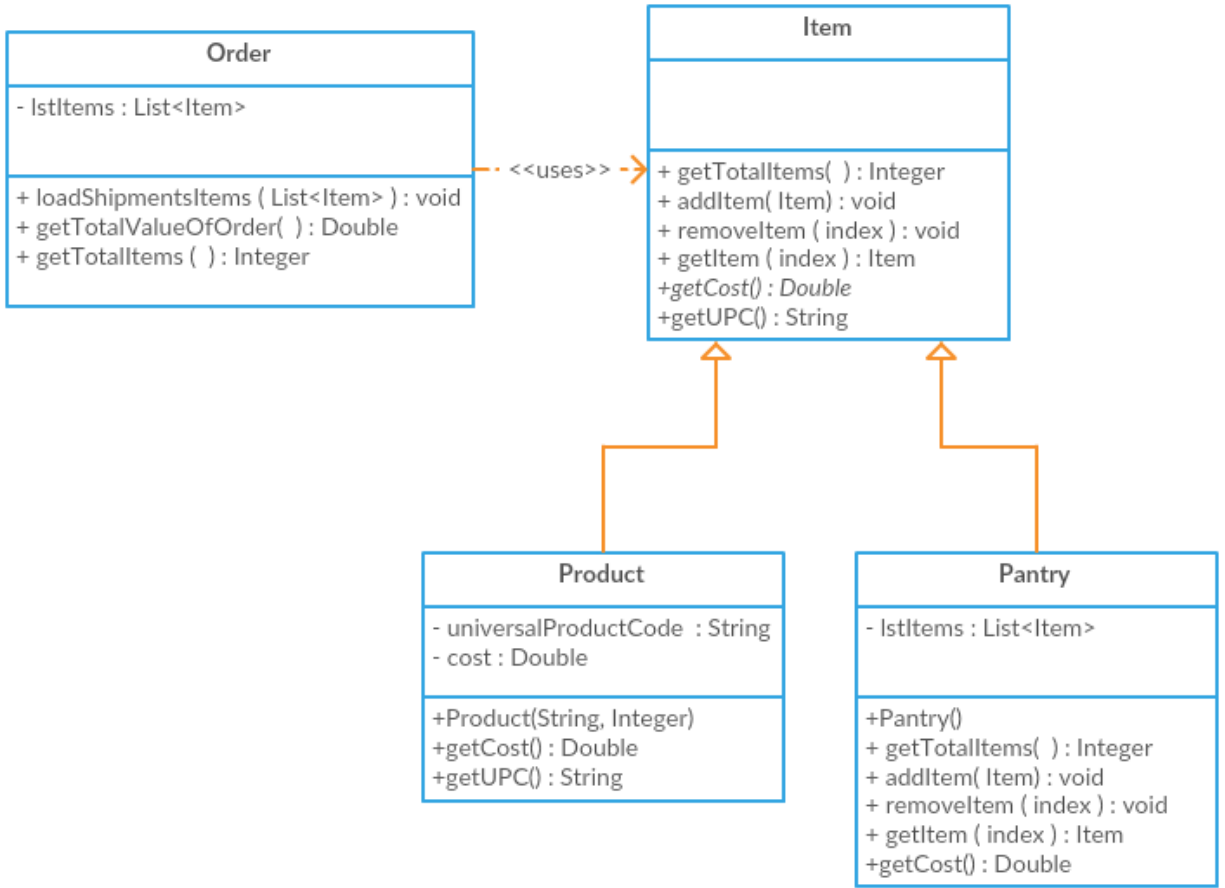 Order
- lstItems : List<Item>
+ loadShipmentsItems ( List<Item> ) : void
+ getTotalValueOfOrder(  ) : Double
+ getTotalItems (  ) : Integer
<<uses>>
Item
+ getTotalItems(  ) : Integer
+ addItem( Item) : void
+ removeItem ( index ) : void
+ getItem ( index ) : Item
+getCost() : Double
+getUPC() : String
Product
- universalProductCode  : String
- cost : Double
+Product(String, Integer)
+getCost() : Double
+getUPC() : String
Pantry
- lstItems : List<Item>
+Pantry()
+ getTotalItems(  ) : Integer
+ addItem( Item) : void
+ removeItem ( index ) : void
+ getItem ( index ) : Item
+getCost() : Double